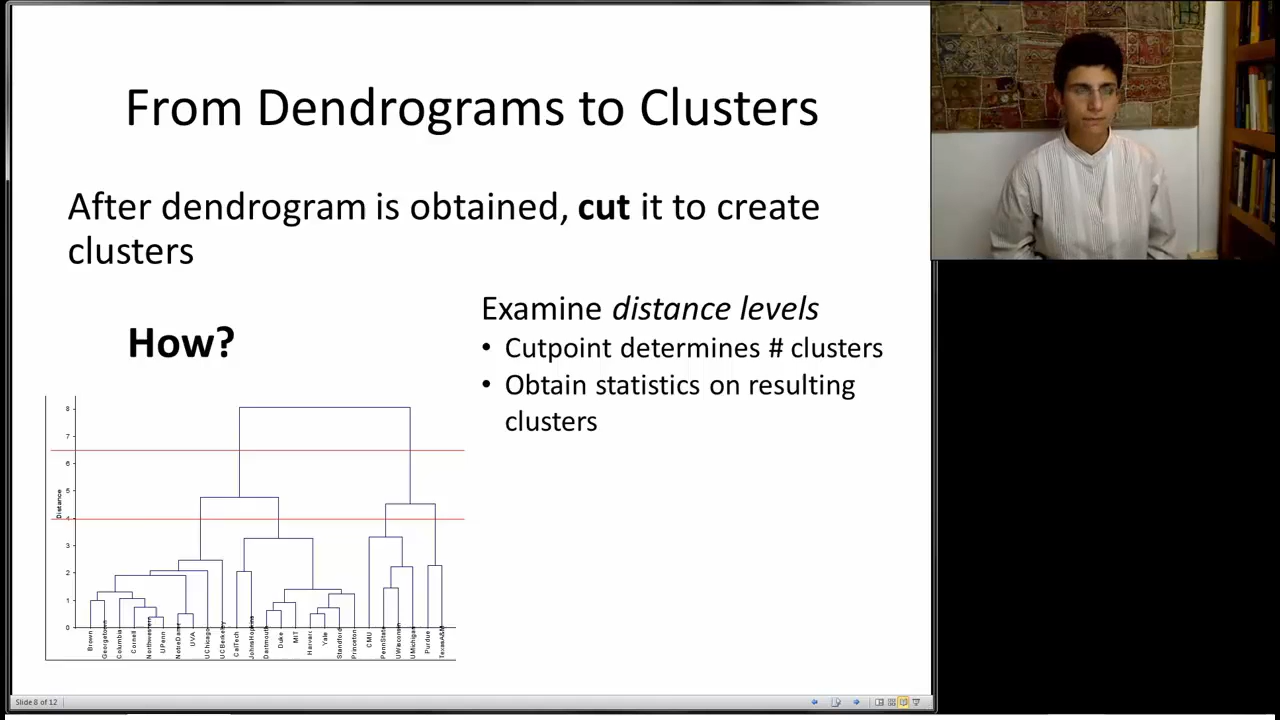 From Dendrograms to Clusters
After dendrogram is obtained, cut it to create
clusters
How?
Examine distance levels
• Cutpoint determines # clusters
• Obtain statistics on resulting
clusters
8
7
6
5
4
3
2
1
0
Distance
Brown
Georgetown
Columbia
Cornell
Northwestern
UPenn
NotreDame
UVA
UChicago
UCBerkeley
CalTech
JohnsHopkins
Dartmouth
Duke
MIT
Harvard
Yale
Standford
Princeton
CMU
PennState
UWisconsin
UMichigan
Purdue
TexasA&M
Slide 8 of 12